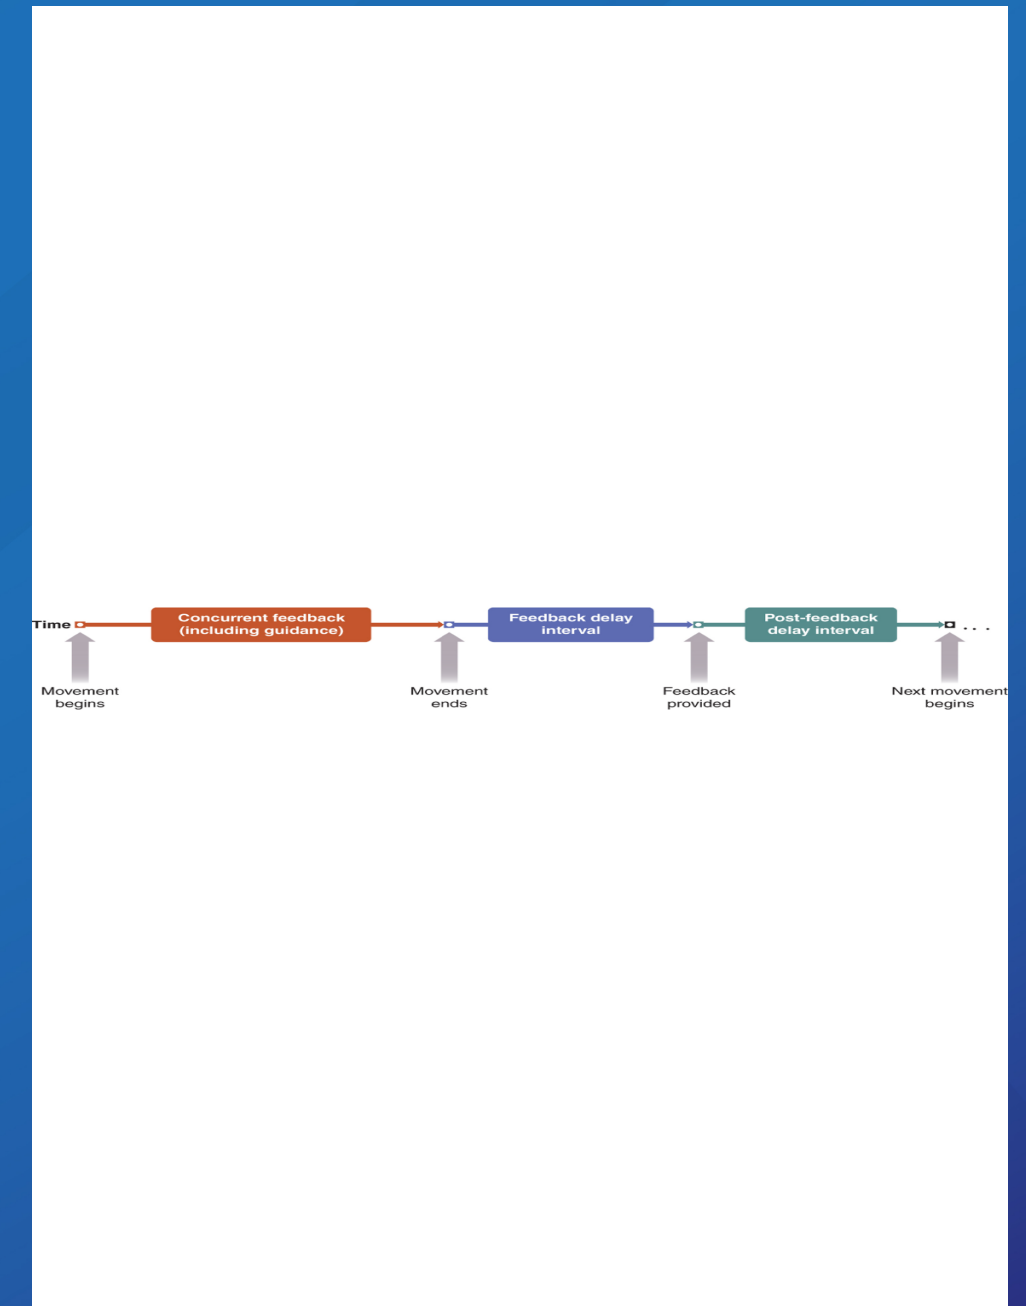 Time
Concurrent feedback
(including guidance)
Feedback delay
interval
Post-feedback
delay interval
. . .
Movement
begins
Movement
ends
Feedback
provided
Next movement
begins